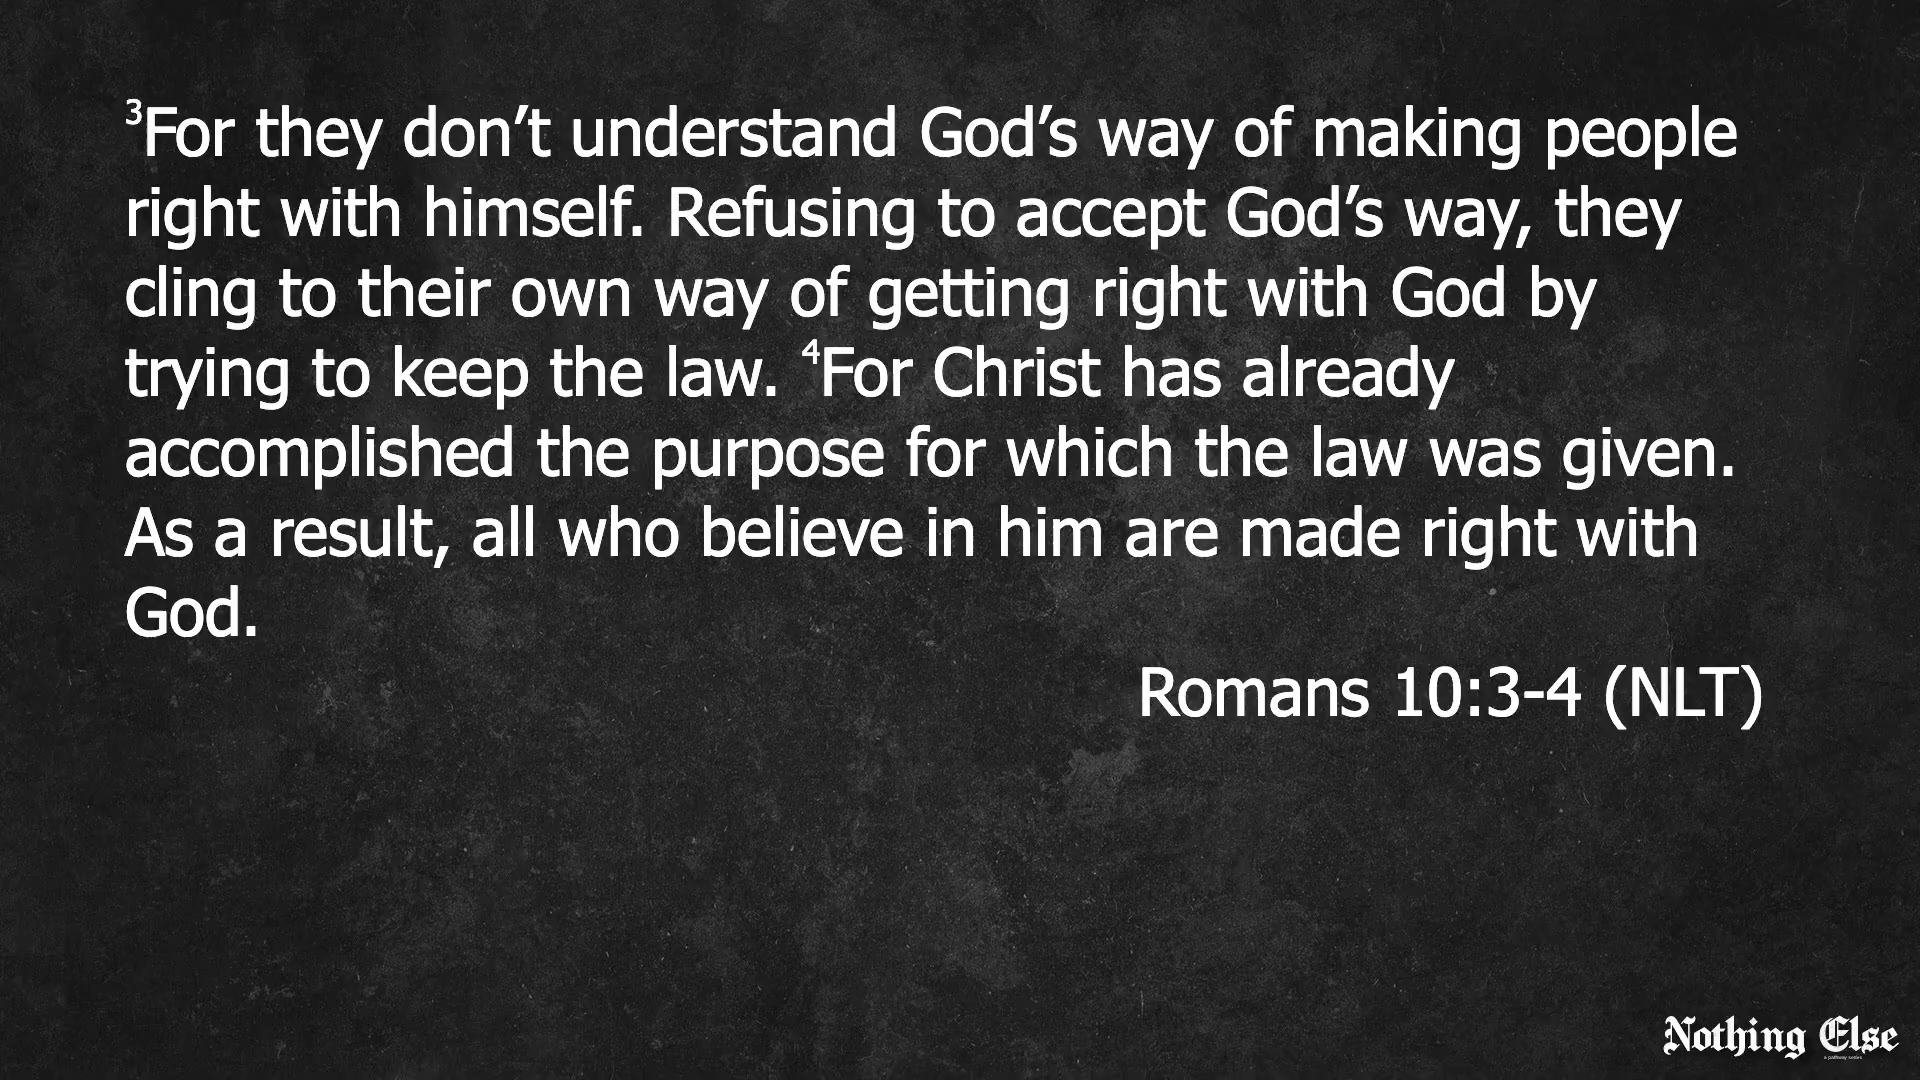 ³For they don’t understand God’s way of making people
right with himself. Refusing to accept God’s way, they
cling to their own way of getting right with God by
trying to keep the law. ⁴For Christ has already
accomplished the purpose for which the law was given.
As a result, all who believe in him are made right with
God.
Romans 10:3-4 (NLT)
Nothing Else
a pathway series